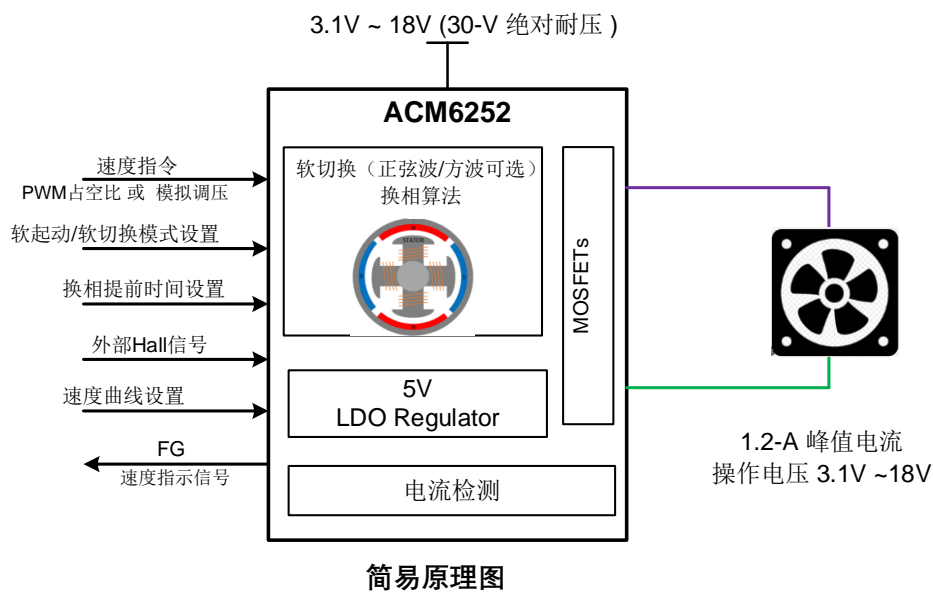 3.1V ~ 18V (30-V 绝对耐压 )
ACM6252
速度指令
PWM占空比 或 模拟调压
软起动/软切换模式设置
换相提前时间设置
外部Hall信号
速度曲线设置
FG
速度指示信号
软切换（正弦波/方波可选）
换相算法
STATOR
MOSFETs
5V
LDO Regulator
电流检测
1.2-A 峰值电流
操作电压 3.1V ~18V
简易原理图